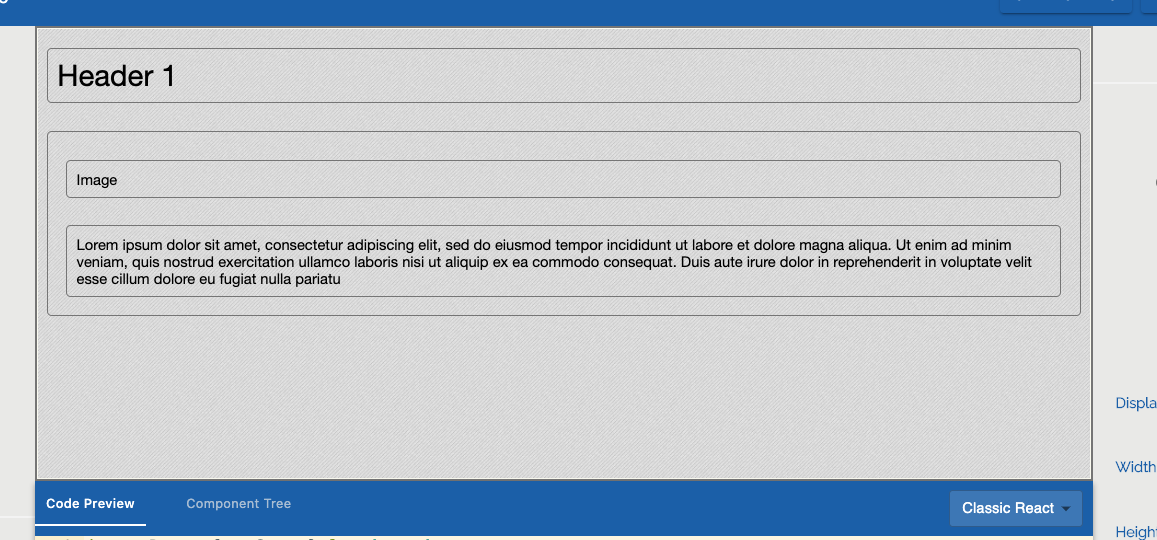 Header 1
Image
Lorem ipsum dolor sit amet, consectetur adipiscing elit, sed do eiusmod tempor incididunt ut labore et dolore magna aliqua. Ut enim ad minim
veniam, quis nostrud exercitation ullamco laboris nisi ut aliquip ex ea commodo consequat. Duis aute irure dolor in reprehenderit in voluptate velit
esse cillum dolore eu fugiat nulla pariatu
Displa
Width
Heigh
Code Preview
Component Tree
Classic React